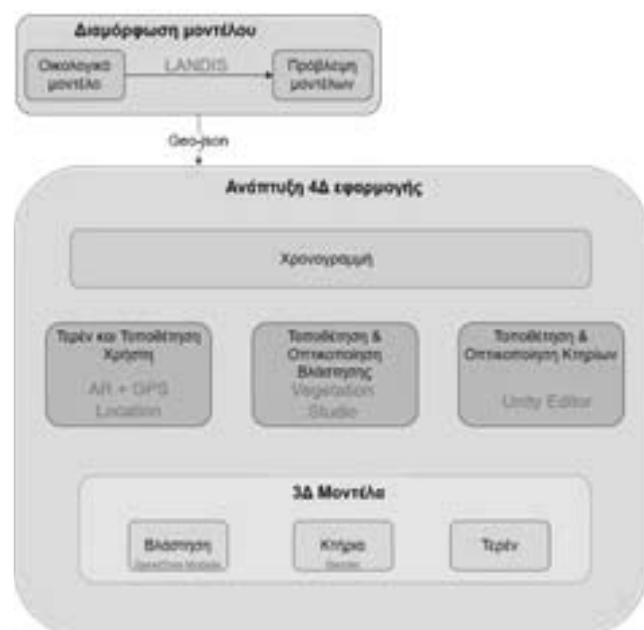 Διαμόρφωση μοντέλου
Οικολογικό
μοντέλο
LANDIS
Πρόβλεψη
μοντέλων
Geo-json
Ανάπτυξη 4Δ εφαρμογής
Χρονογραμμή
Τερέν και Τοποθέτηση
Χρήστη
AR + GPS
Location
Τοποθέτηση &
Οπτικοποίηση
Βλάστησης
Vegetation
Studio
Τοποθέτηση &
Οπτικοποίηση Κτηρίων
Unity Editor
3Δ Μοντέλα
Βλάστηση
Κτήρια
Τερέν